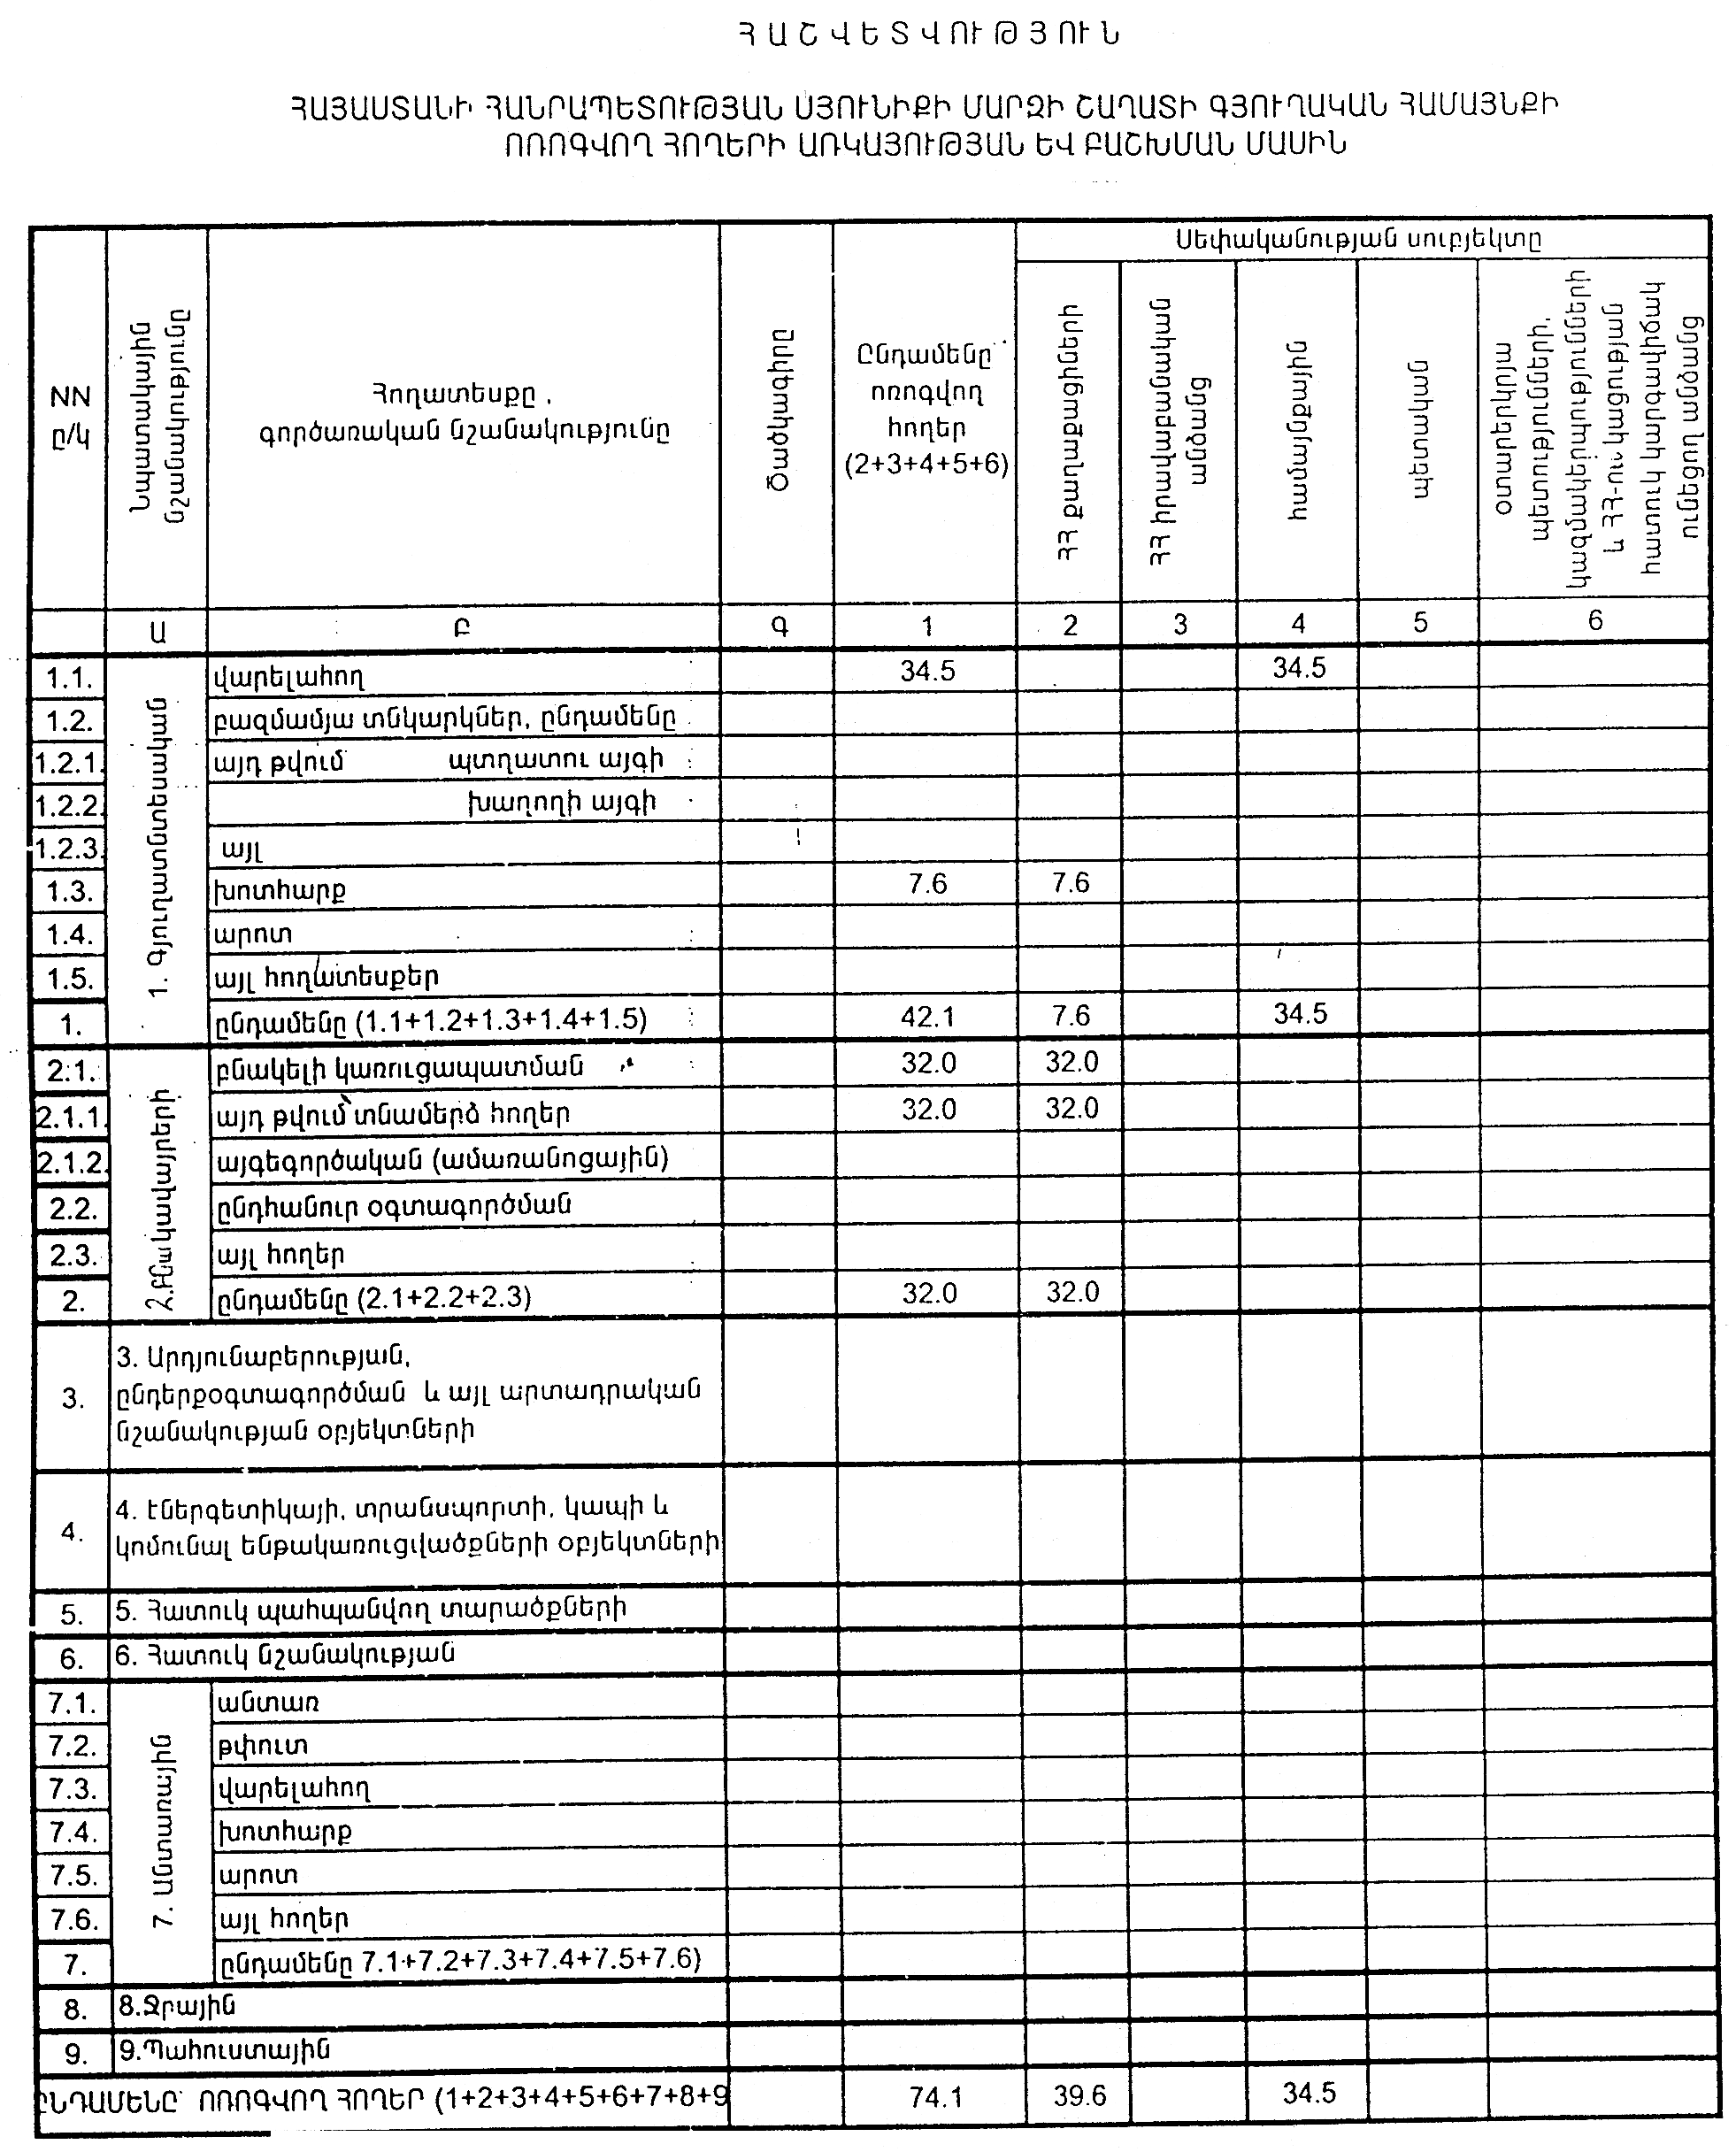 ՀԱՇՎԵՏՎՈՒԹՅՈՒՆ
ՀԱՅԱՍՏԱՆԻ ՀԱՆՐԱՊԵՏՈՒԹՅԱՆ ՍՅՈՒՆԻՔԻ ՄԱՐԶԻ ՇԱՂԱՏԻ ԳՅՈՒՂԱԿԱՆ ՀԱՄԱՅՆՔԻ
ՈՌՈԳՎՈՂ ՀՈՂԵՐԻ ԱՌԿԱՅՈՒԹՅԱՆ ԵՎ ԲԱՇԽՄԱՆ ՄԱՍԻՆ
NN
ը/կ
Նպատակային
նշանակությունը
Հողատեսքը,
գործառական նշանակությունը
Ծածկագիրը
Ընդամենը՝
ոռոգվող
հողեր
(2+3+4+5+6)
Սեփականության սուբյեկտը
ՀՀ քաղաքացիների
ՀՀ իրավաբանական
անձանց
համայնքային
պետական
օտարերկրյա
պետությունների,
կազմակերպությունների
և ՀՀ-ում կացության
հատուկ կարգավիճակ
ունեցող անձանց
Ա Բ Գ 1 2 3 4 5 6
1. Գյուղատնտեսական
1.1. վարելահող 34.5 34.5
1.2. բազմամյա տնկարկներ, ընդամենը
1.2.1. այդ թվում պտղատու այգի
1.2.2. խաղողի այգի
1.2.3. այլ
1.3. խոտհարք 7.6 7.6
1.4. արոտ
1.5. այլ հողատեսքեր
1. ընդամենը (1.1+1.2+1.3+1.4+1.5) 42.1 7.6 34.5
2.Բնակավայրերի
2.1. բնակելի կառուցապատման 32.0 32.0
2.1.1. այդ թվում՝ տնամերձ հողեր 32.0 32.0
2.1.2. այգեգործական (ամառանոցային)
2.2. ընդհանուր օգտագործման
2.3. այլ հողեր
2. ընդամենը (2.1+2.2+2.3) 32.0 32.0
3. 3. Արդյունաբերության,
ընդերքօգտագործման և այլ արտադրական
նշանակության օբյեկտների
4. 4. էներգետիկայի, տրանսպորտի, կապի և
կոմունալ ենթակառուցվածքների օբյեկտների
5. 5. Հատուկ պահպանվող տարածքների
6. 6. Հատուկ նշանակության
7. Անտառային
7.1. անտառ
7.2. թփուտ
7.3. վարելահող
7.4. խոտհարք
7.5. արոտ
7.6. այլ հողեր
7. ընդամենը 7.1+7.2+7.3+7.4+7.5+7.6)
8. 8.Ջրային
9. 9.Պահուստային
ԸՆԴԱՄԵՆԸ՝ ՈՌՈԳՎՈՂ ՀՈՂԵՐ (1+2+3+4+5+6+7+8+9 74.1 39.6 34.5